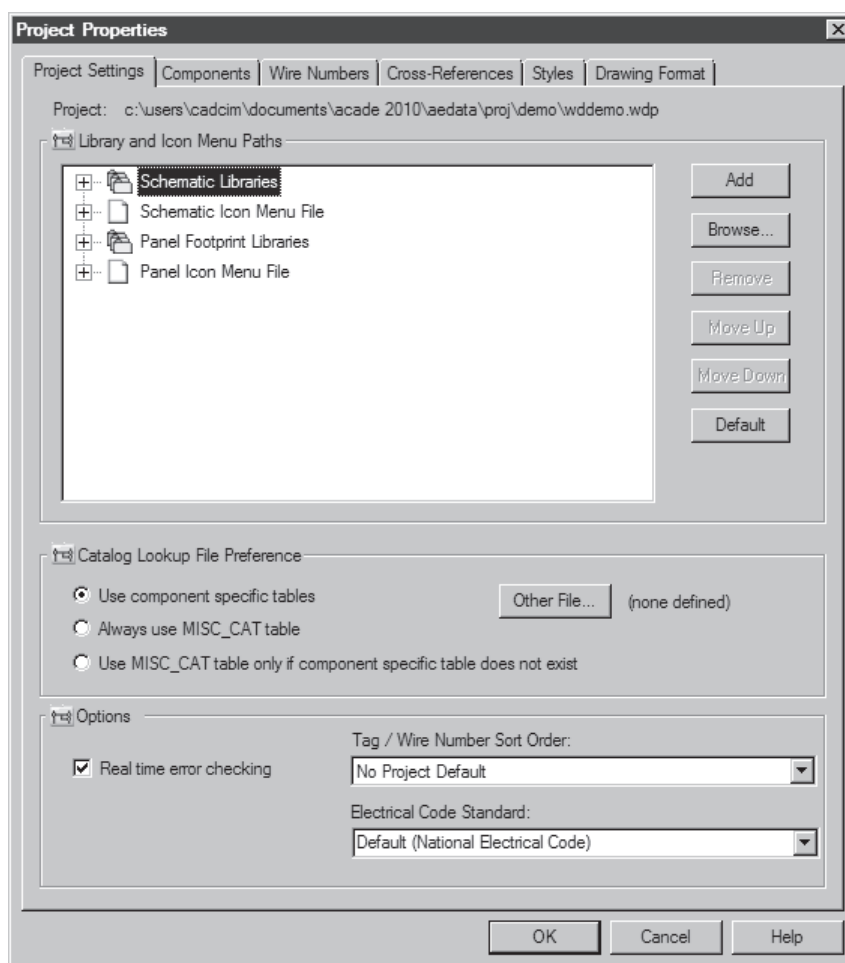 Project Properties
Project Settings Components Wire Numbers Cross-References Styles Drawing Format
Project: c:\users\cadcim\documents\acade 2010\aedata\proj\demo\wddemo.wdp
Library and Icon Menu Paths
Schematic Libraries
Schematic Icon Menu File
Panel Footprint Libraries
Panel Icon Menu File
Add
Browse...
Remove
Move Up
Move Down
Default
Catalog Lookup File Preference
Use component specific tables
Other File... (none defined)
Always use MISC_CAT table
Use MISC_CAT table only if component specific table does not exist
Options
Tag / Wire Number Sort Order:
Real time error checking
No Project Default
Electrical Code Standard:
Default (National Electrical Code)
OK Cancel Help